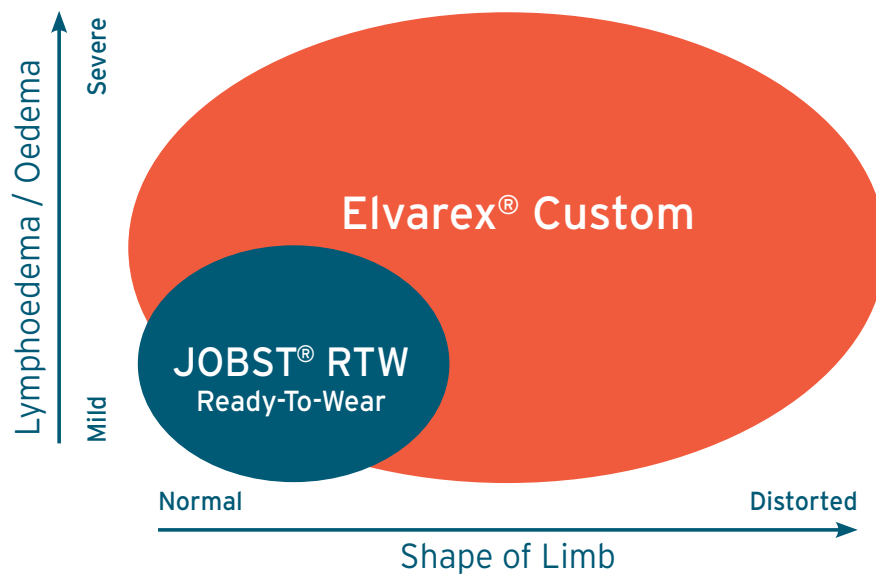 Severe
Lymphoedema / Oedema
Mild
Elvarex® Custom
JOBST® RTW
Ready-To-Wear
Normal
Distorted
Shape of Limb